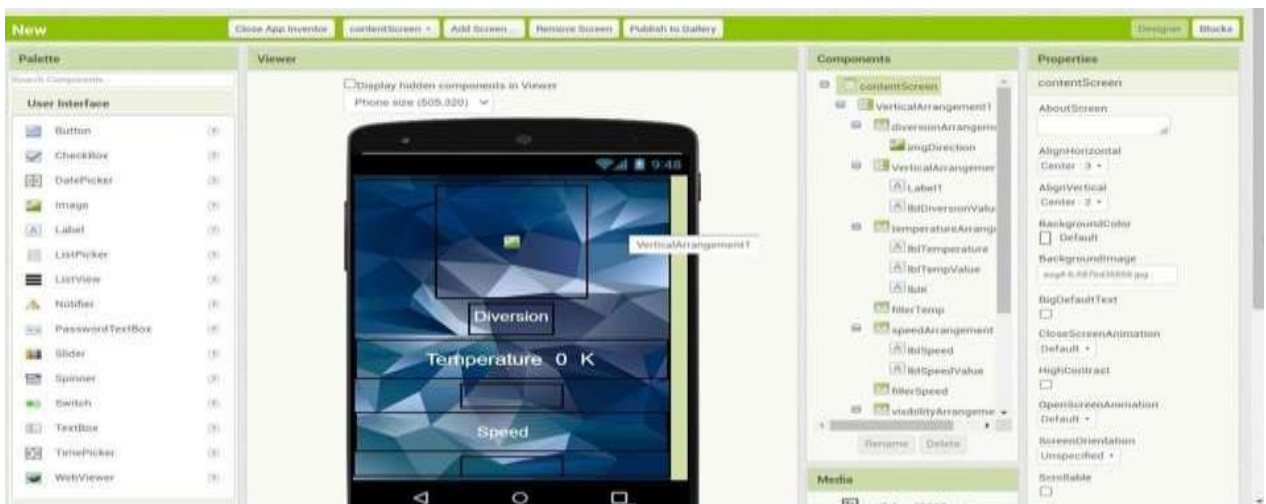 New
Close App Inventor
contentScreen
Add Screen
Remove Screen
Publish to Gallery
Designer
Blocks
Palette
Search Components
User Interface
Button
CheckBox
DatePicker
Image
Label
ListPicker
ListView
Notifier
PasswordTextBox
Slider
Spinner
Switch
TextBox
TimePicker
WebViewer
Viewer
Display hidden components in Viewer
Phone size (505,320)
9:48
VerticalArrangement1
Diversion
Temperature 0 K
Speed
Components
contentScreen
VerticalArrangement1
diversionArrangeme
imgDirection
VerticalArrangemer
Label1
lblDiversionValu
temperatureArrange
lblTemperature
lblTempValue
lblK
fillerTemp
speedArrangement
lblSpeed
lblSpeedValue
fillerSpeed
visibilityArrangeme
Rename
Delete
Media
Properties
contentScreen
AboutScreen
AlignHorizontal
Center : 3
AlignVertical
Center : 2
BackgroundColor
Default
BackgroundImage
BigDefaultText
CloseScreenAnimation
Default
HighContrast
OpenScreenAnimation
Default
ScreenOrientation
Unspecified
Scrollable